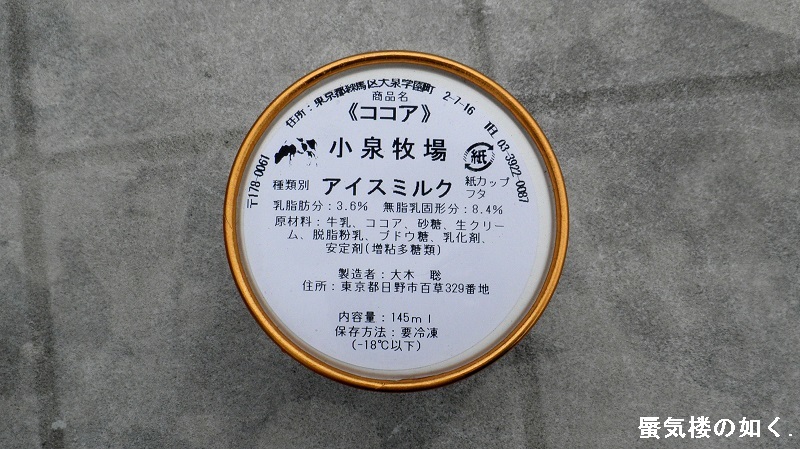 〒178-0061 住所：東京都練馬区大泉学園町 2-7-16 TEL 03-3922-0087
商品名
《ココア》
小泉牧場
紙
種類別 アイスミルク 紙カップ
フタ
乳脂肪分：3.6% 無脂乳固形分：8.4%
原材料：牛乳、ココア、砂糖、生クリー
ム、脱脂粉乳、ブドウ糖、乳化剤、
安定剤(増粘多糖類)
製造者：大木 聡
住所：東京都日野市百草329番地
内容量：145ml
保存方法：要冷凍
(-18℃以下)
蜃気楼の如く.